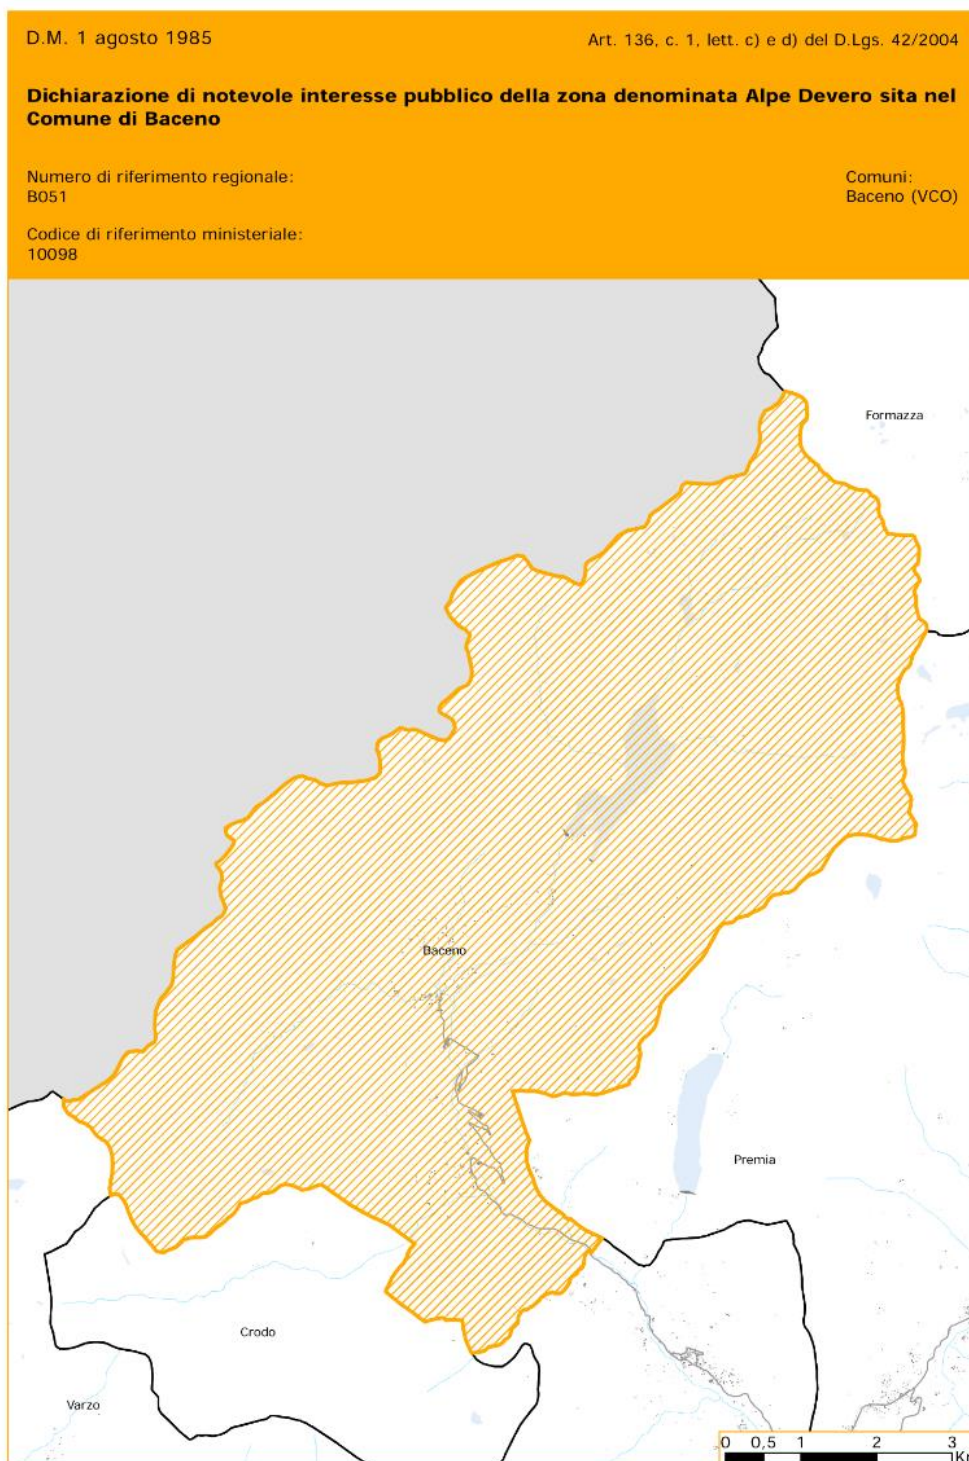 D.M. 1 agosto 1985
Art. 136, c. 1, lett. c) e d) del D.Lgs. 42/2004
Dichiarazione di notevole interesse pubblico della zona denominata Alpe Devero sita nel
Comune di Baceno
Numero di riferimento regionale:
B051
Comuni:
Baceno (VCO)
Codice di riferimento ministeriale:
10098
Formazza
Baceno
Premia
Crodo
Varzo
0 0,5 1 2 3